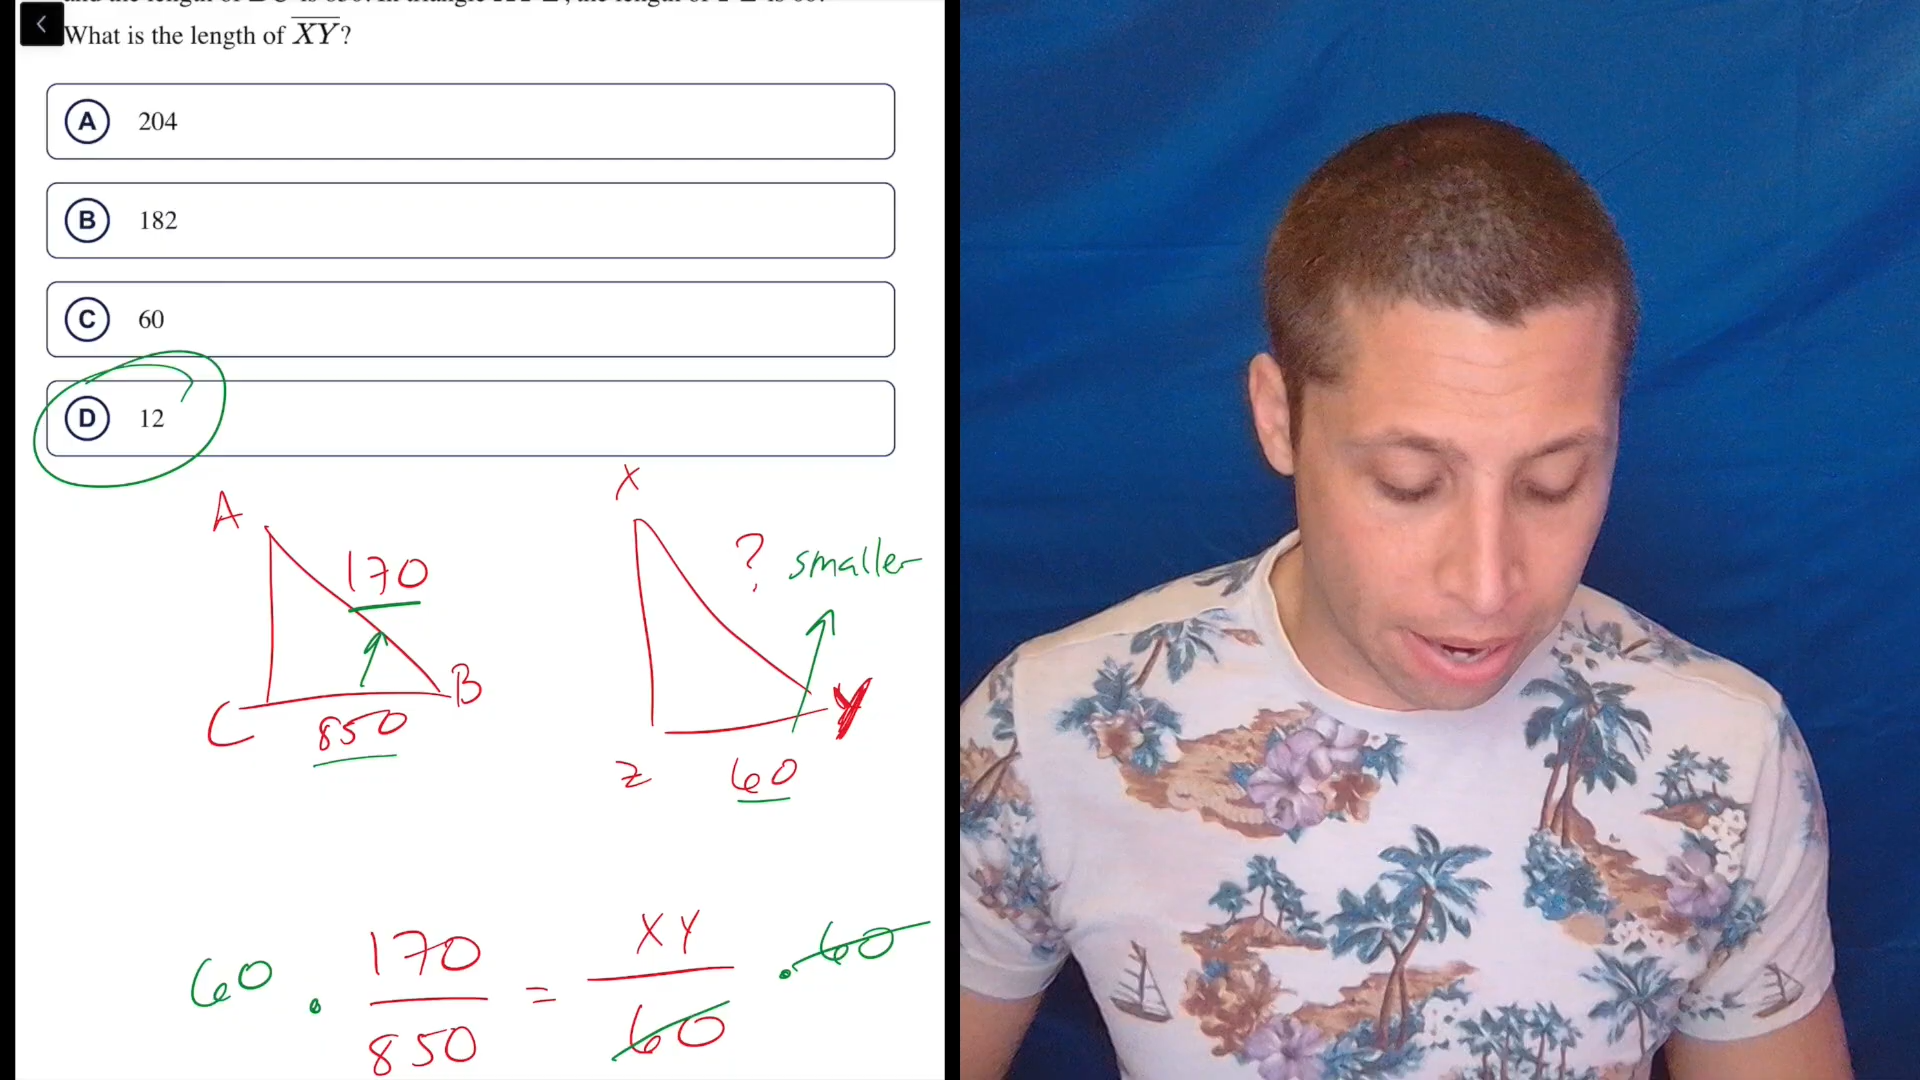 What is the length of XY?
A 204
B 182
C 60
D 12
A
170
B
C
850
X
? smaller
Y
Z
60
60 · 170/850 = XY/60 · 60